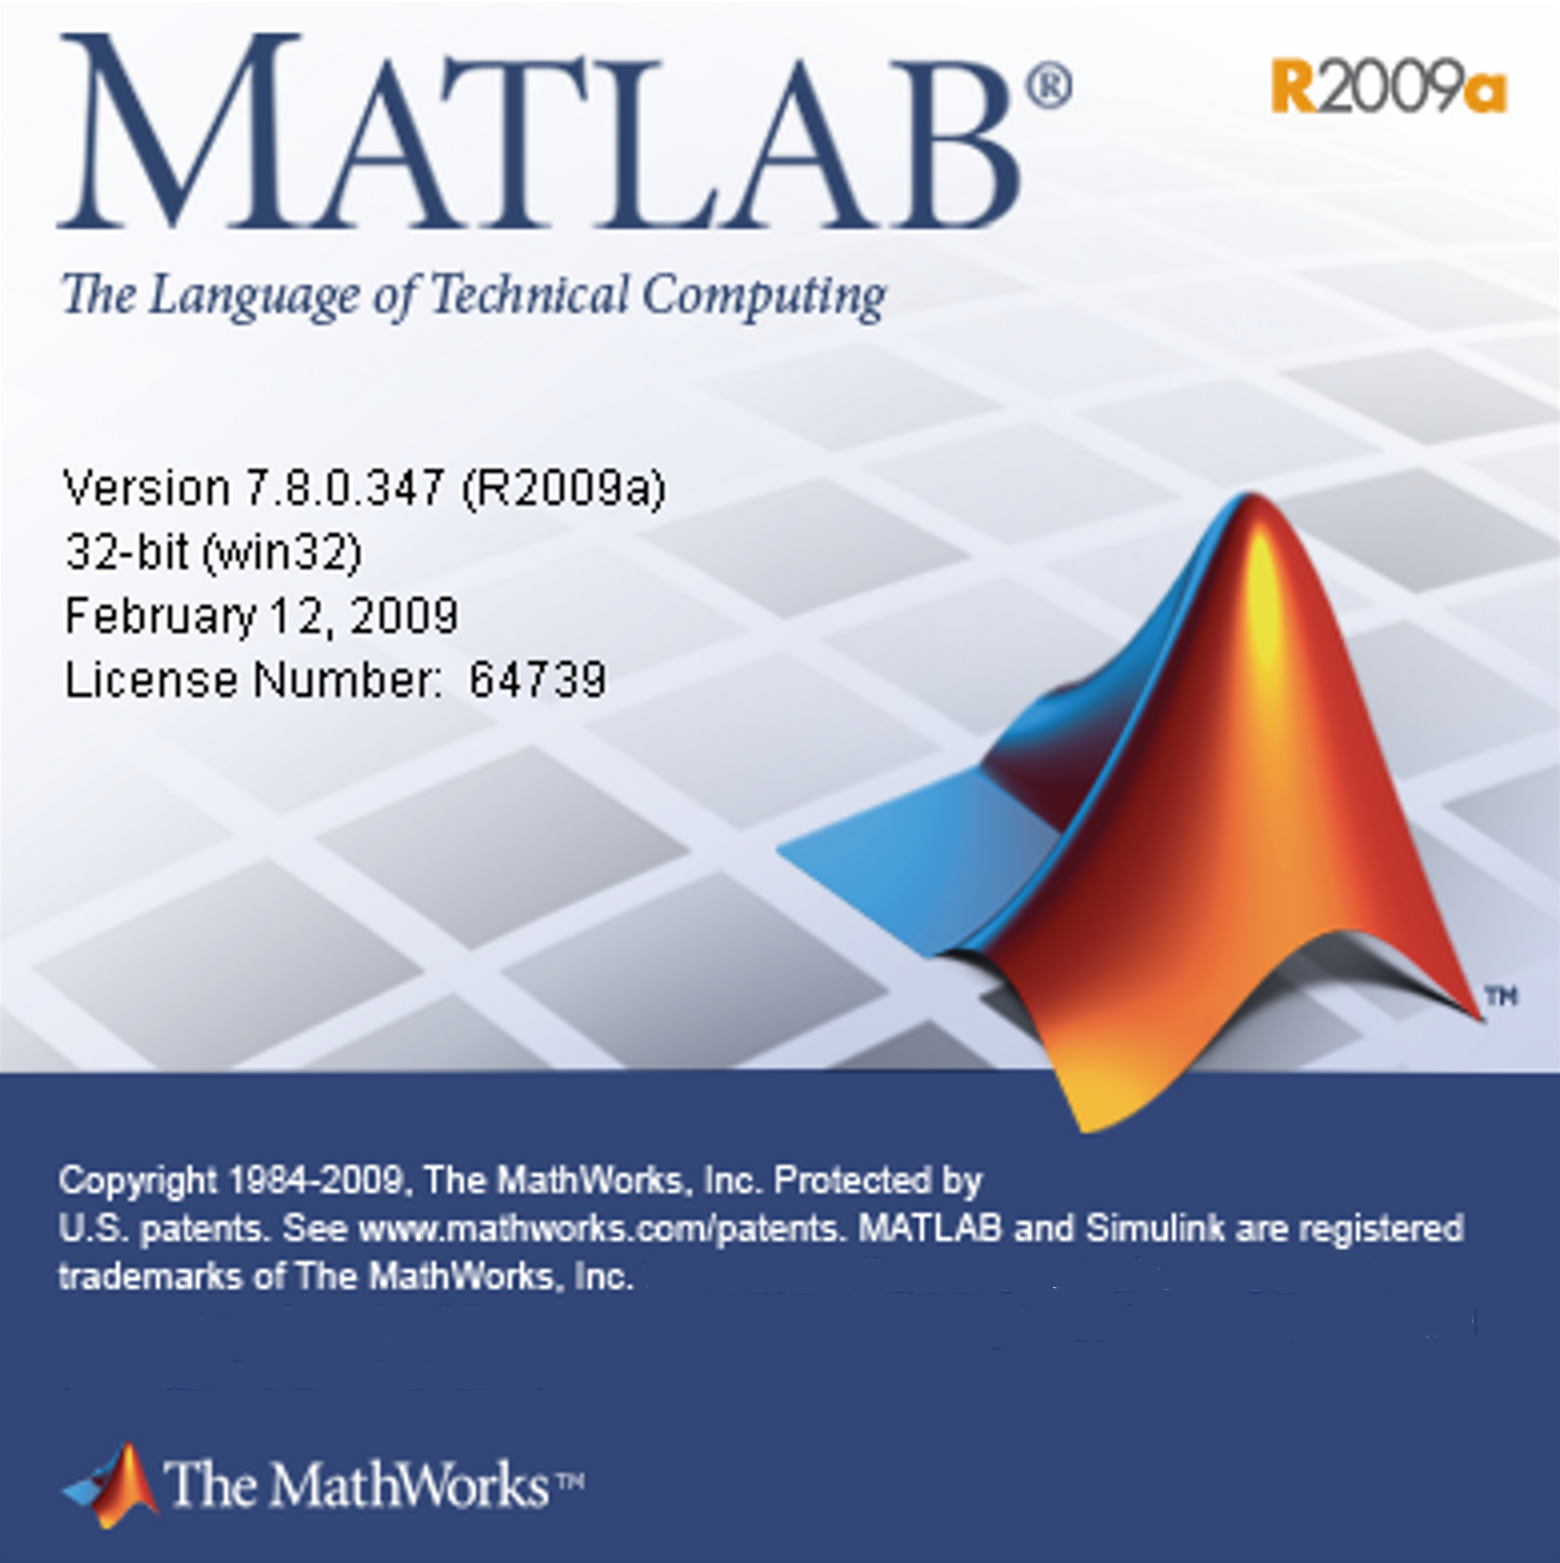 MATLAB®
R2009a
The Language of Technical Computing
Version 7.8.0.347 (R2009a)
32-bit (win32)
February 12, 2009
License Number: 64739
TM
Copyright 1984-2009, The MathWorks, Inc. Protected by
U.S. patents. See www.mathworks.com/patents. MATLAB and Simulink are registered
trademarks of The MathWorks, Inc.
The MathWorks™